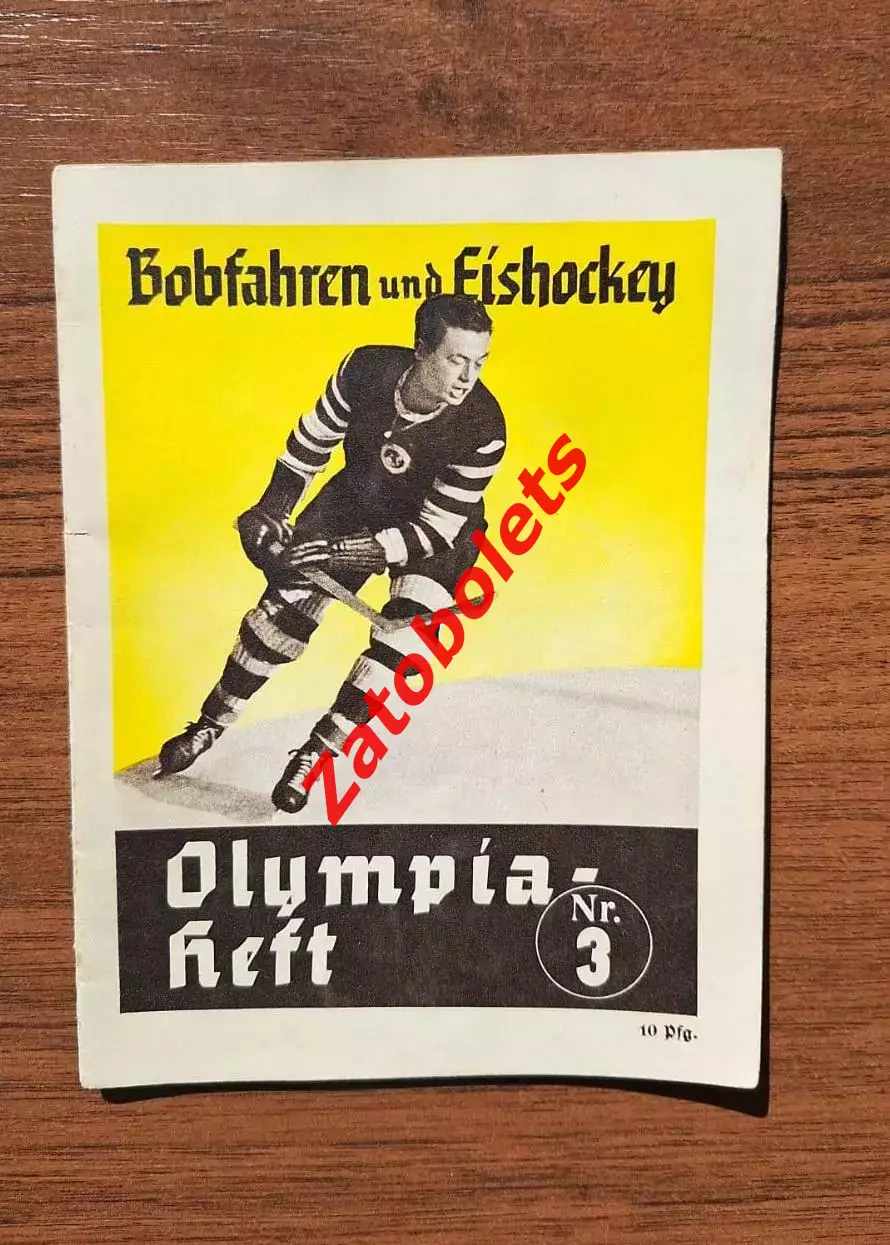 Bobfahren und Eishockey
Zatobolets
Olympia-
Heft
Nr.
3
10 Pfg.